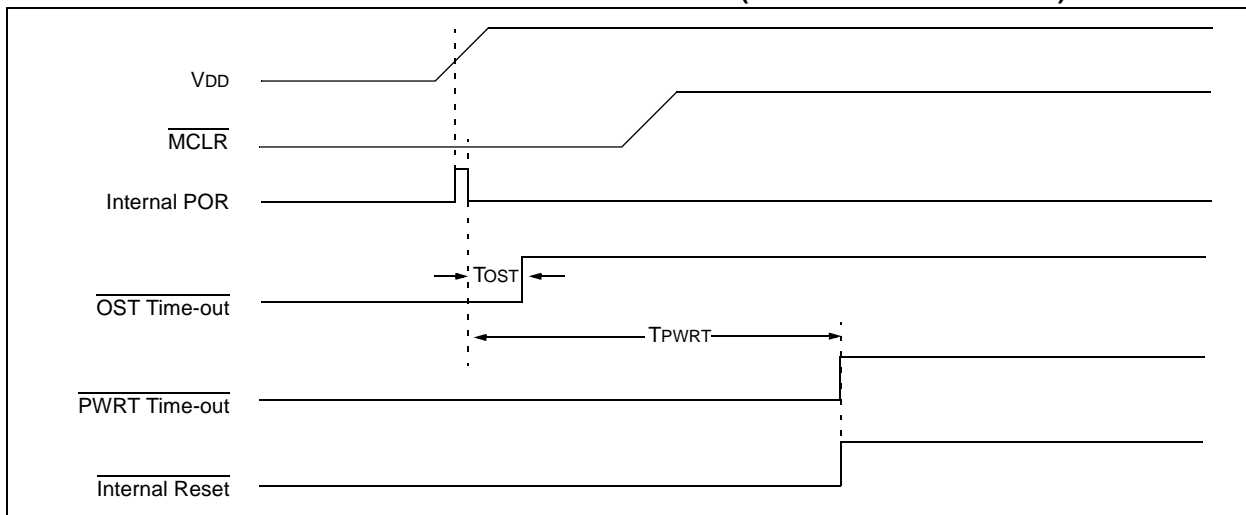 VDD
MCLR
Internal POR
TOST
OST Time-out
TPWRT
PWRT Time-out
Internal Reset